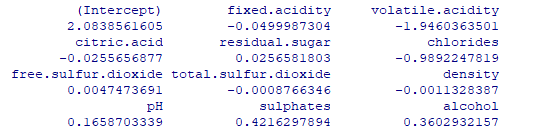 (Intercept) fixed.acidity volatile.acidity
2.0838561605 -0.0499987304 -1.9460363501
citric.acid residual.sugar chlorides
-0.0255656877 0.0256581803 -0.9892247819
free.sulfur.dioxide total.sulfur.dioxide density
0.0047473691 -0.0008766346 -0.0011328387
pH sulphates alcohol
0.1658703339 0.4216297894 0.3602932157